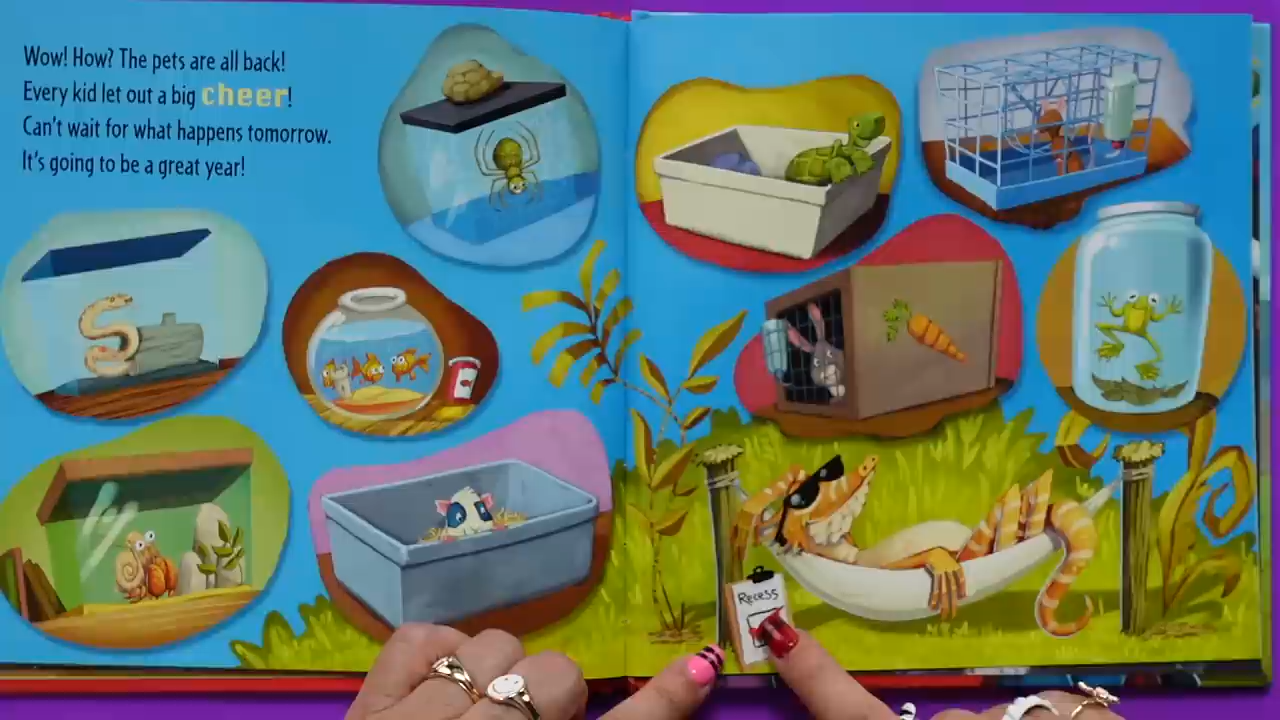 Wow! How? The pets are all back!
Every kid let out a big cheer!
Can't wait for what happens tomorrow.
It's going to be a great year!
Recess